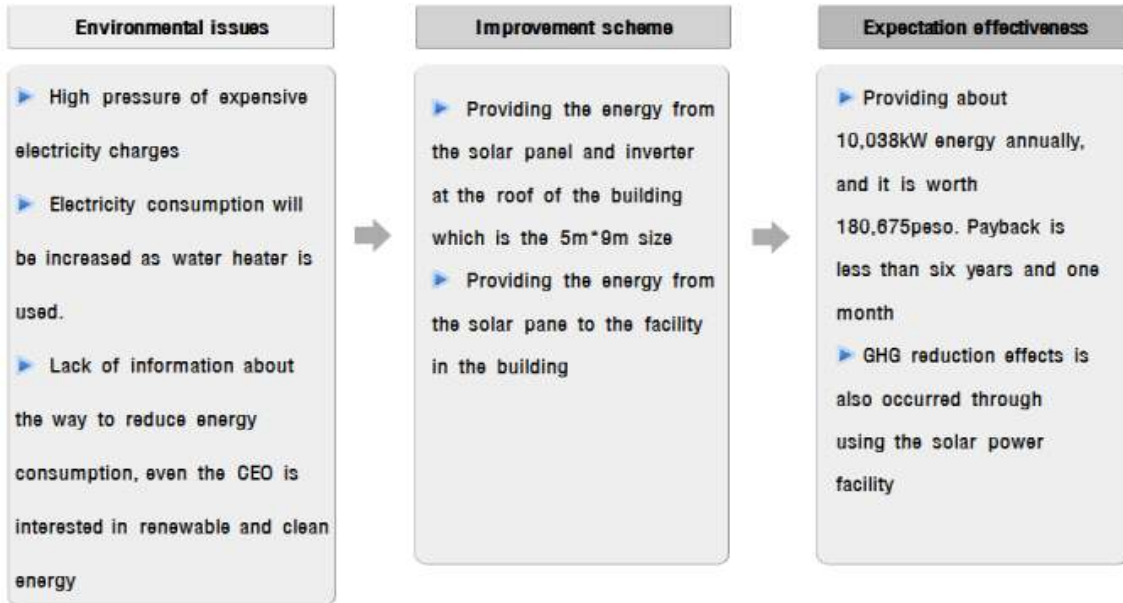 Environmental issues
High pressure of expensive
electricity charges
Electricity consumption will
be increased as water heater is
used.
Lack of information about
the way to reduce energy
consumption, even the CEO is
interested in renewable and clean
energy
Improvement scheme
Providing the energy from
the solar panel and inverter
at the roof of the building
which is the 5m*9m size
Providing the energy from
the solar pane to the facility
in the building
Expectation effectiveness
Providing about
10,038kW energy annually,
and it is worth
180,675peso. Payback is
less than six years and one
month
GHG reduction effects is
also occurred through
using the solar power
facility